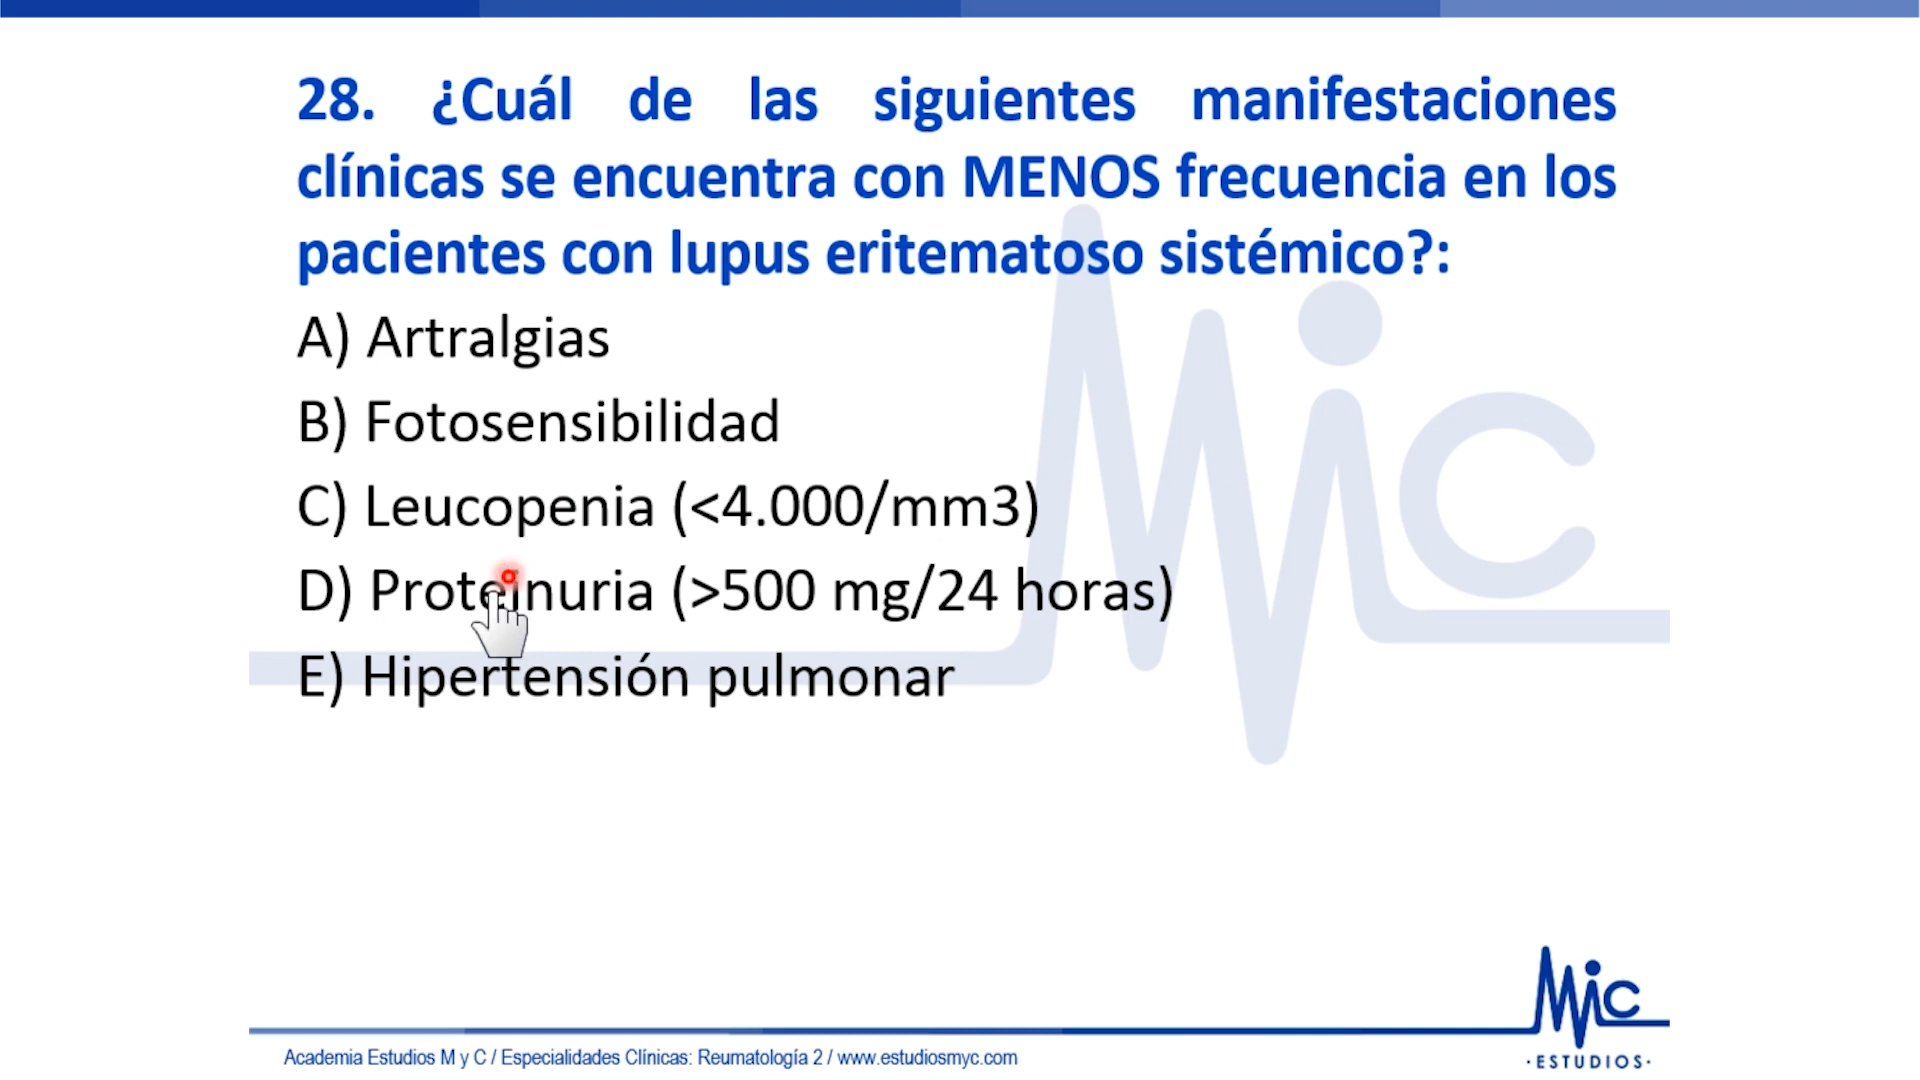 28. ¿Cuál de las siguientes manifestaciones
clínicas se encuentra con MENOS frecuencia en los
pacientes con lupus eritematoso sistémico?:
A) Artralgias
B) Fotosensibilidad
C) Leucopenia (<4.000/mm3)
D) Proteinuria (>500 mg/24 horas)
E) Hipertensión pulmonar
MiC
MiC
·ESTUDIOS·
Academia Estudios M y C / Especialidades Clínicas: Reumatología 2 / www.estudiosmyc.com